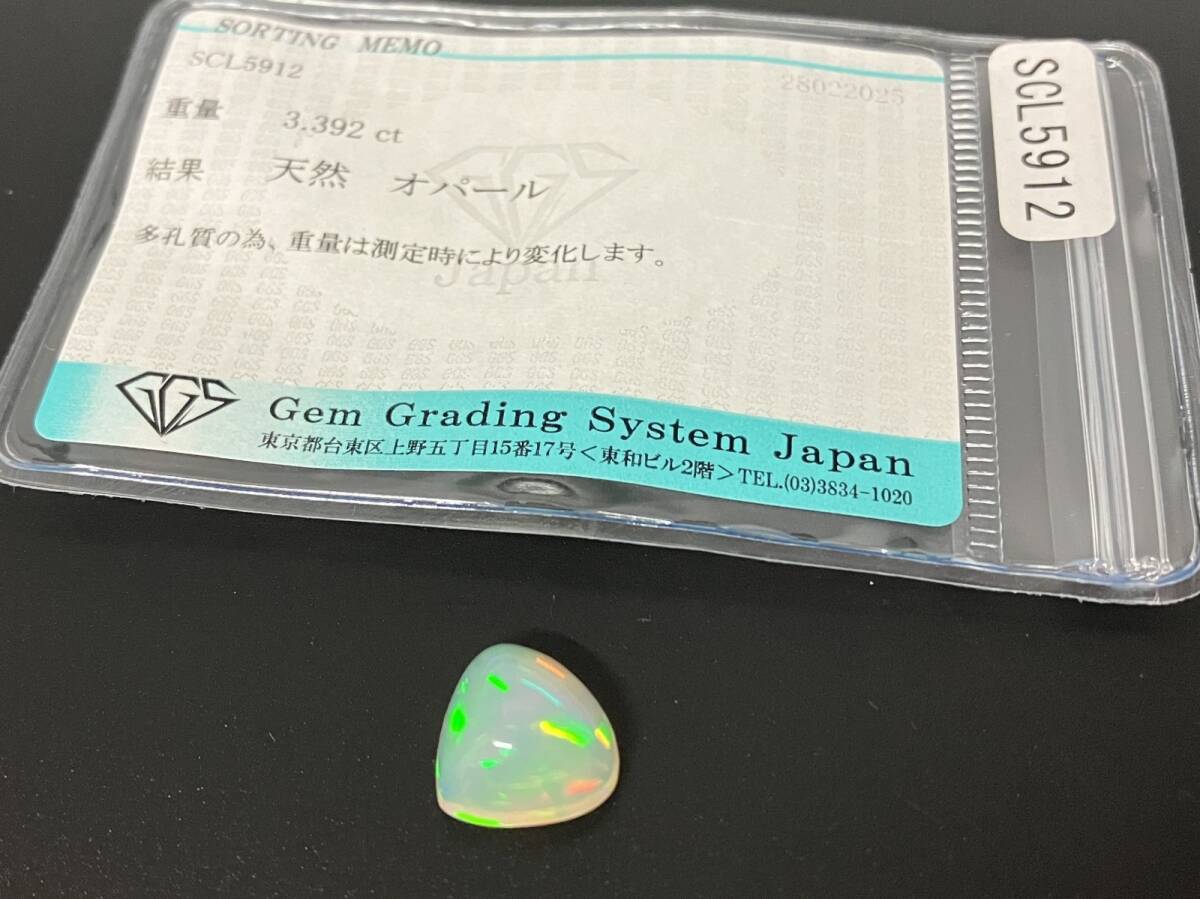 SORTING MEMO
SCL5912
28022025
重量 3.392 ct
結果 天然 オパール
多孔質の為、重量は測定時により変化します。
GGS
Japan
GGS
Gem Grading System Japan
東京都台東区上野五丁目15番17号<東和ビル2階>TEL.(03)3834-1020
SCL5912